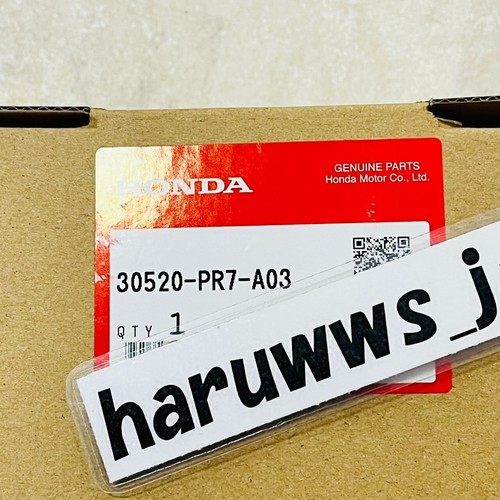 HONDA
GENUINE PARTS
Honda Motor Co., Ltd.
30520-PR7-A03
QTY 1
haruwws_j